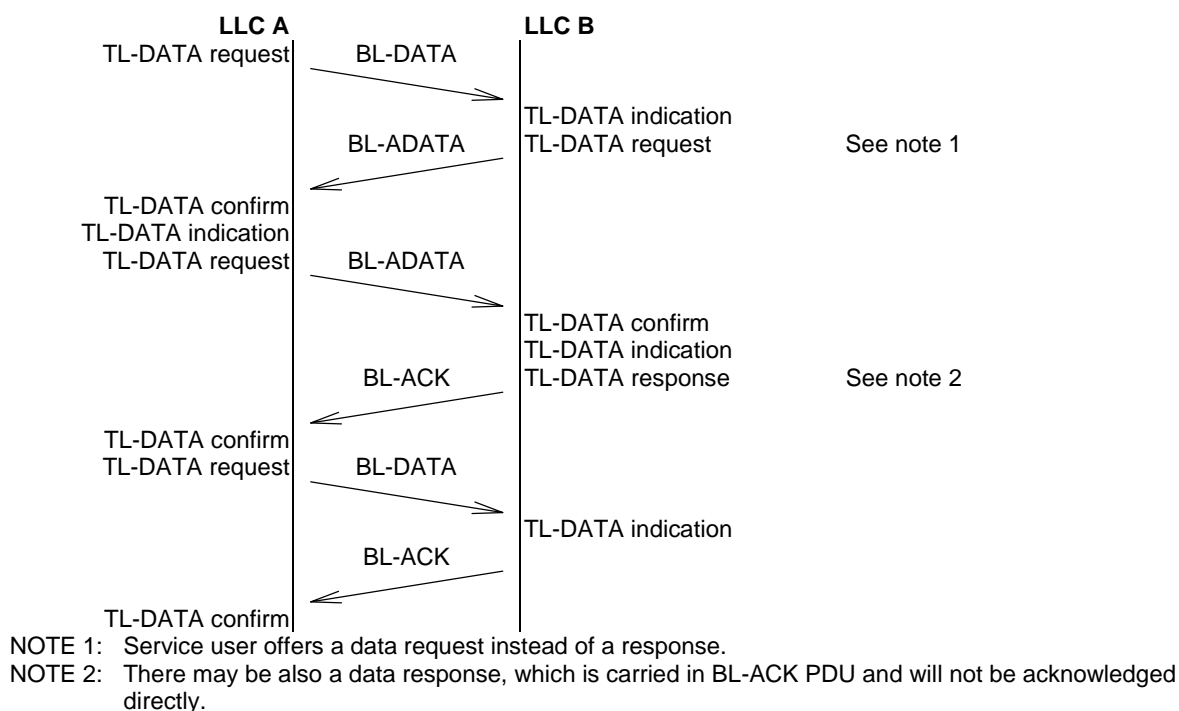 LLC A LLC B
TL-DATA request BL-DATA
TL-DATA indication
BL-ADATA TL-DATA request See note 1
TL-DATA confirm
TL-DATA indication
TL-DATA request BL-ADATA
TL-DATA confirm
TL-DATA indication
BL-ACK TL-DATA response See note 2
TL-DATA confirm
TL-DATA request BL-DATA
TL-DATA indication
BL-ACK
TL-DATA confirm
NOTE 1: Service user offers a data request instead of a response.
NOTE 2: There may be also a data response, which is carried in BL-ACK PDU and will not be acknowledged
directly.